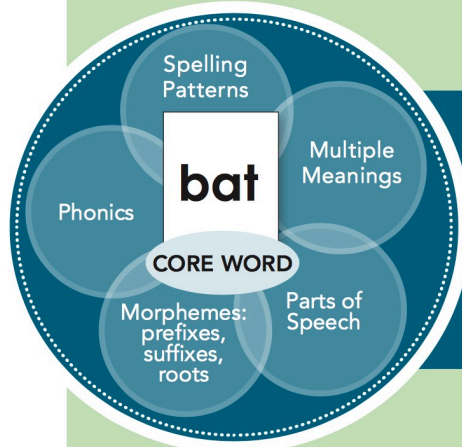 Spelling
Patterns
Multiple
Meanings
bat
Phonics
CORE WORD
Parts of
Speech
Morphemes:
prefixes,
suffixes,
roots